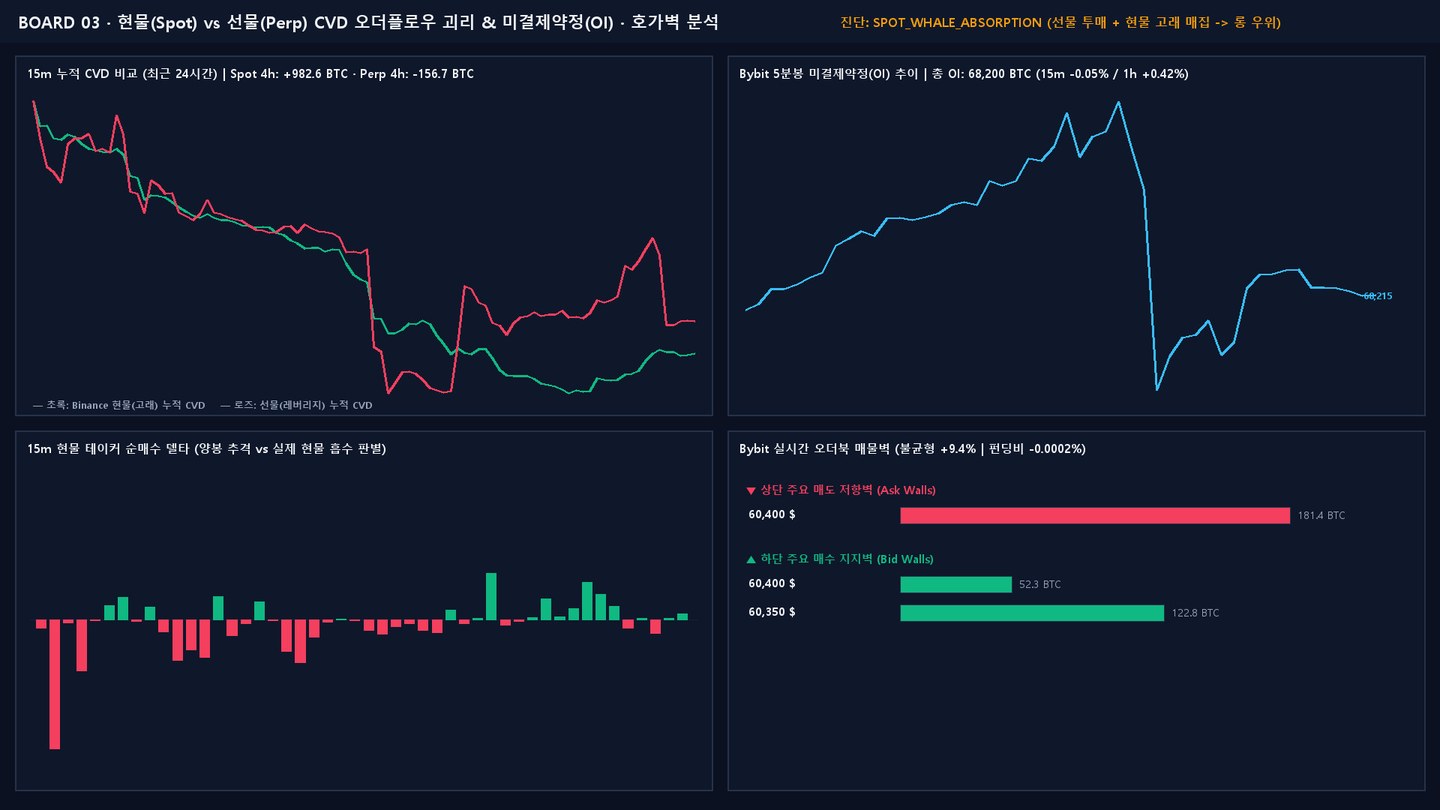 BOARD 03 · 현물(Spot) vs 선물(Perp) CVD 오더플로우 괴리 & 미결제약정(OI) · 호가벽 분석
진단: SPOT_WHALE_ABSORPTION (선물 투매 + 현물 고래 매집 -> 롱 우위)
15m 누적 CVD 비교 (최근 24시간) | Spot 4h: +982.6 BTC · Perp 4h: -156.7 BTC
— 초록: Binance 현물(고래) 누적 CVD — 로즈: 선물(레버리지) 누적 CVD
Bybit 5분봉 미결제약정(OI) 추이 | 총 OI: 68,200 BTC (15m -0.05% / 1h +0.42%)
68,215
15m 현물 테이커 순매수 델타 (양봉 추격 vs 실제 현물 흡수 판별)
Bybit 실시간 오더북 매물벽 (불균형 +9.4% | 펀딩비 -0.0002%)
▼ 상단 주요 매도 저항벽 (Ask Walls)
60,400 $ 181.4 BTC
▲ 하단 주요 매수 지지벽 (Bid Walls)
60,400 $ 52.3 BTC
60,350 $ 122.8 BTC